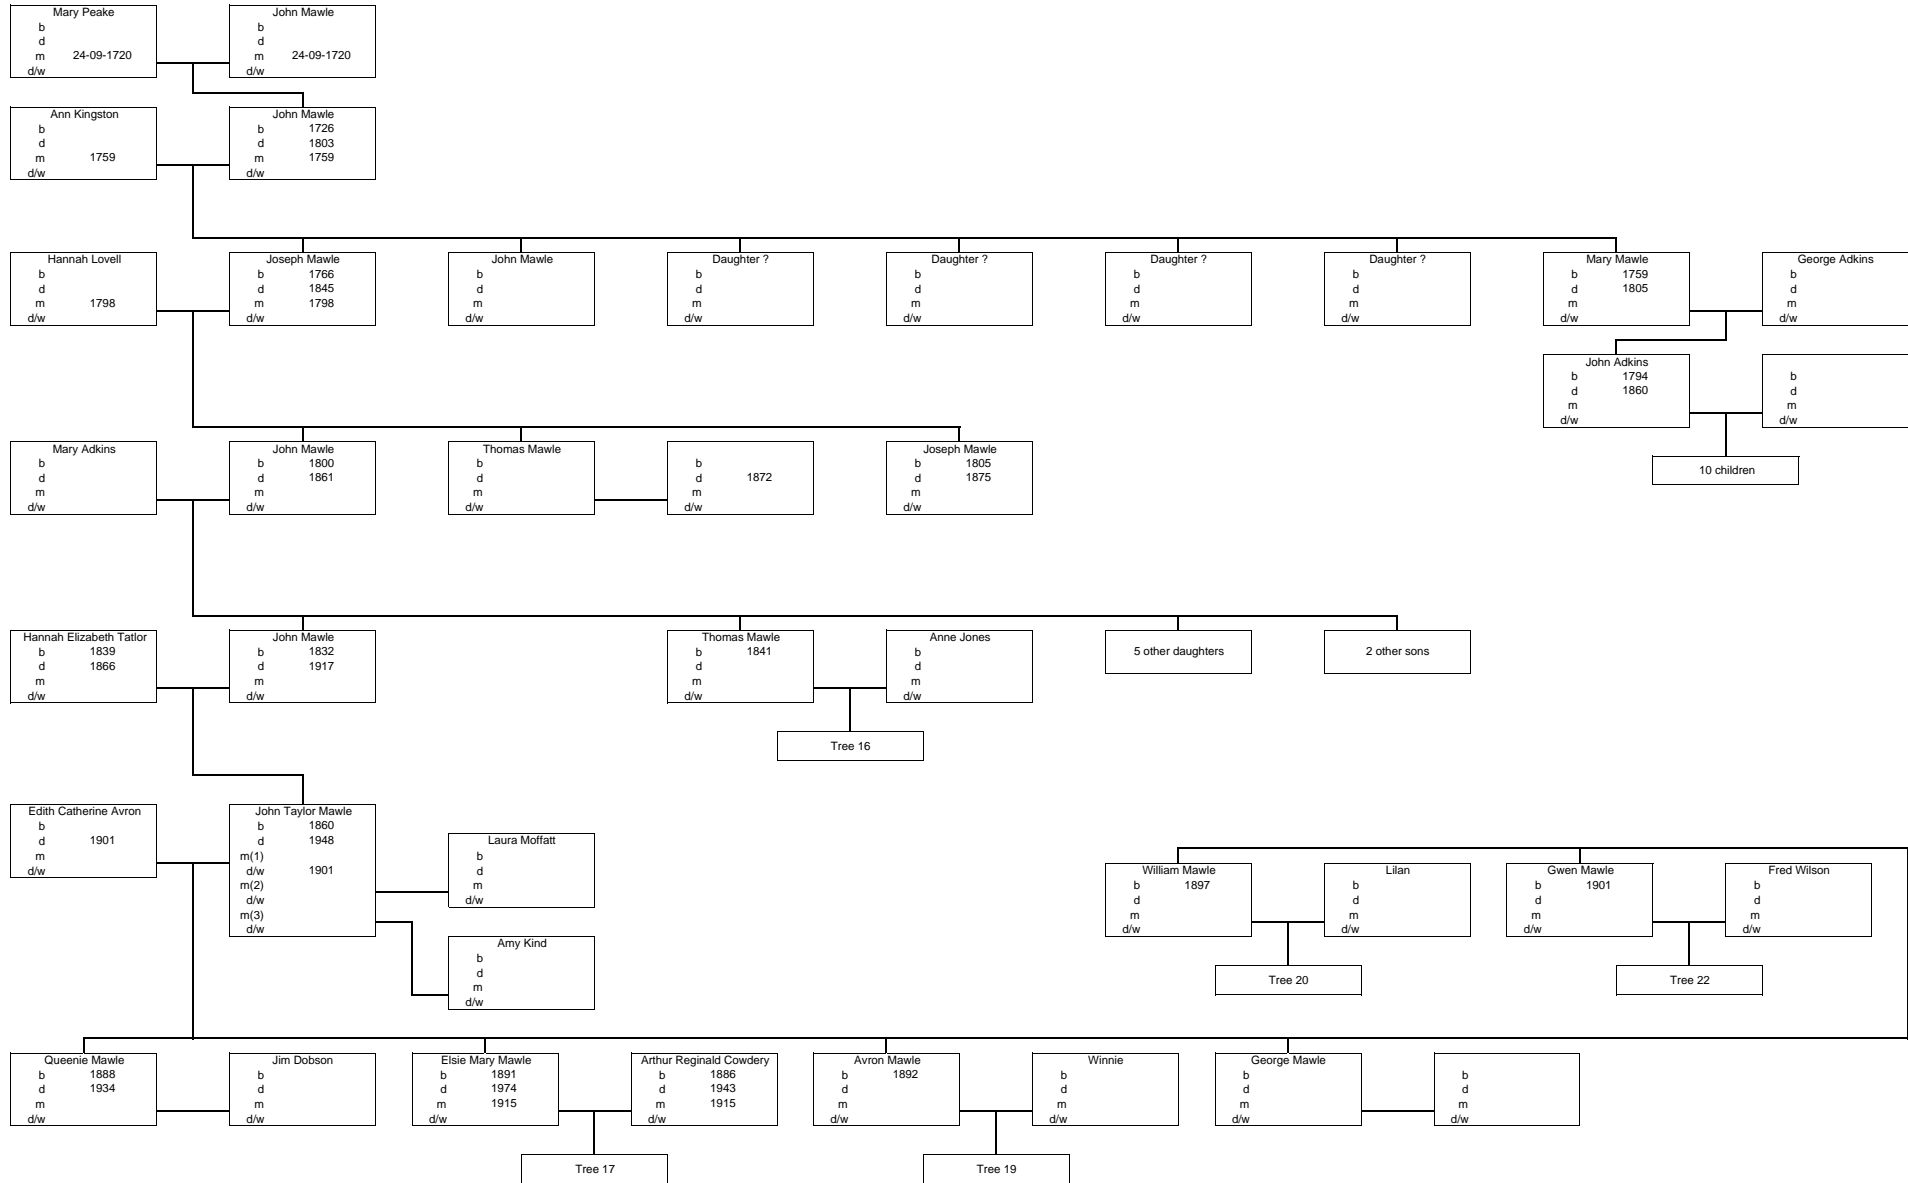 Mary Peake
b
d
m 24-09-1720
d/w
John Mawle
b
d
m 24-09-1720
d/w
Ann Kingston
b
d
m 1759
d/w
John Mawle
b 1726
d 1803
m 1759
d/w
Hannah Lovell
b
d
m 1798
d/w
Joseph Mawle
b 1766
d 1845
m 1798
d/w
John Mawle
b
d
m
d/w
Daughter ?
b
d
m
d/w
Daughter ?
b
d
m
d/w
Daughter ?
b
d
m
d/w
Daughter ?
b
d
m
d/w
Mary Mawle
b 1759
d 1805
m
d/w
George Adkins
b
d
m
d/w
John Adkins
b 1794
d 1860
m
d/w
b
d
m
d/w
10 children
Mary Adkins
b
d
m
d/w
John Mawle
b 1800
d 1861
m
d/w
Thomas Mawle
b
d
m
d/w
b
d 1872
m
d/w
Joseph Mawle
b 1805
d 1875
m
d/w
Hannah Elizabeth Tatlor
b 1839
d 1866
m
d/w
John Mawle
b 1832
d 1917
m
d/w
Thomas Mawle
b 1841
d
m
d/w
Anne Jones
b
d
m
d/w
5 other daughters
2 other sons
Tree 16
Edith Catherine Avron
b
d 1901
m
d/w
John Taylor Mawle
b 1860
d 1948
m(1)
d/w 1901
m(2)
d/w
m(3)
d/w
Laura Moffatt
b
d
m
d/w
Amy Kind
b
d
m
d/w
William Mawle
b 1897
d
m
d/w
Lilan
b
d
m
d/w
Gwen Mawle
b 1901
d
m
d/w
Fred Wilson
b
d
m
d/w
Tree 20
Tree 22
Queenie Mawle
b 1888
d 1934
m
d/w
Jim Dobson
b
d
m
d/w
Elsie Mary Mawle
b 1891
d 1974
m 1915
d/w
Arthur Reginald Cowdery
b 1886
d 1943
m 1915
d/w
Avron Mawle
b 1892
d
m
d/w
Winnie
b
d
m
d/w
George Mawle
b
d
m
d/w
b
d
m
d/w
Tree 17
Tree 19